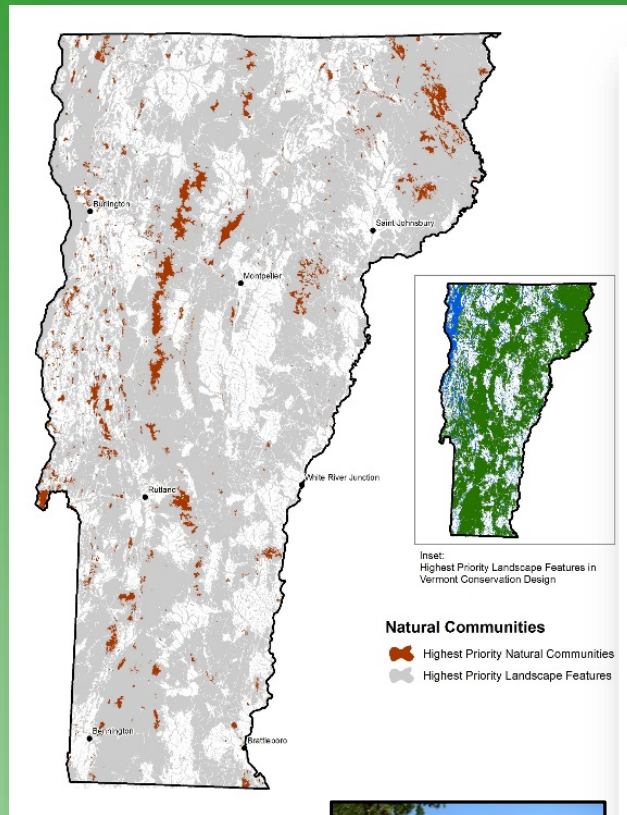 Burlington
Saint Johnsbury
Montpelier
White River Junction
Rutland
Inset:
Highest Priority Landscape Features in
Vermont Conservation Design
Natural Communities
Highest Priority Natural Communities
Highest Priority Landscape Features
Bennington
Brattleboro